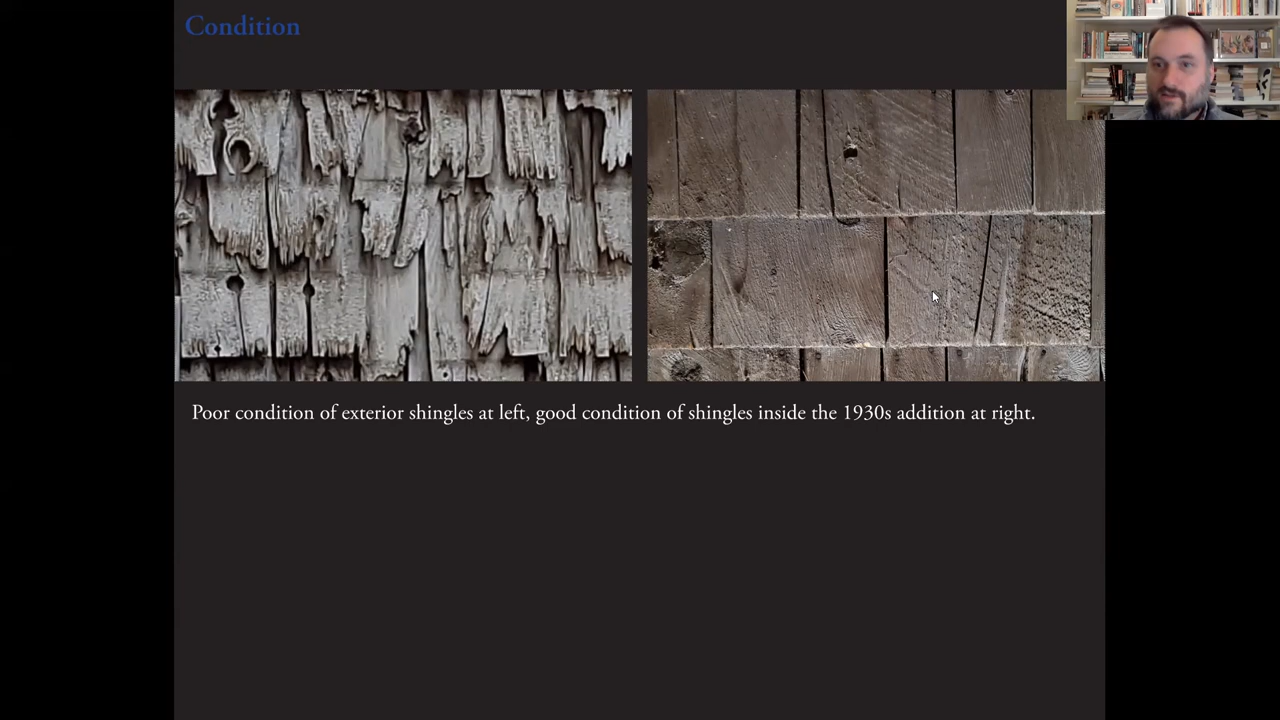 Condition
Poor condition of exterior shingles at left, good condition of shingles inside the 1930s addition at right.